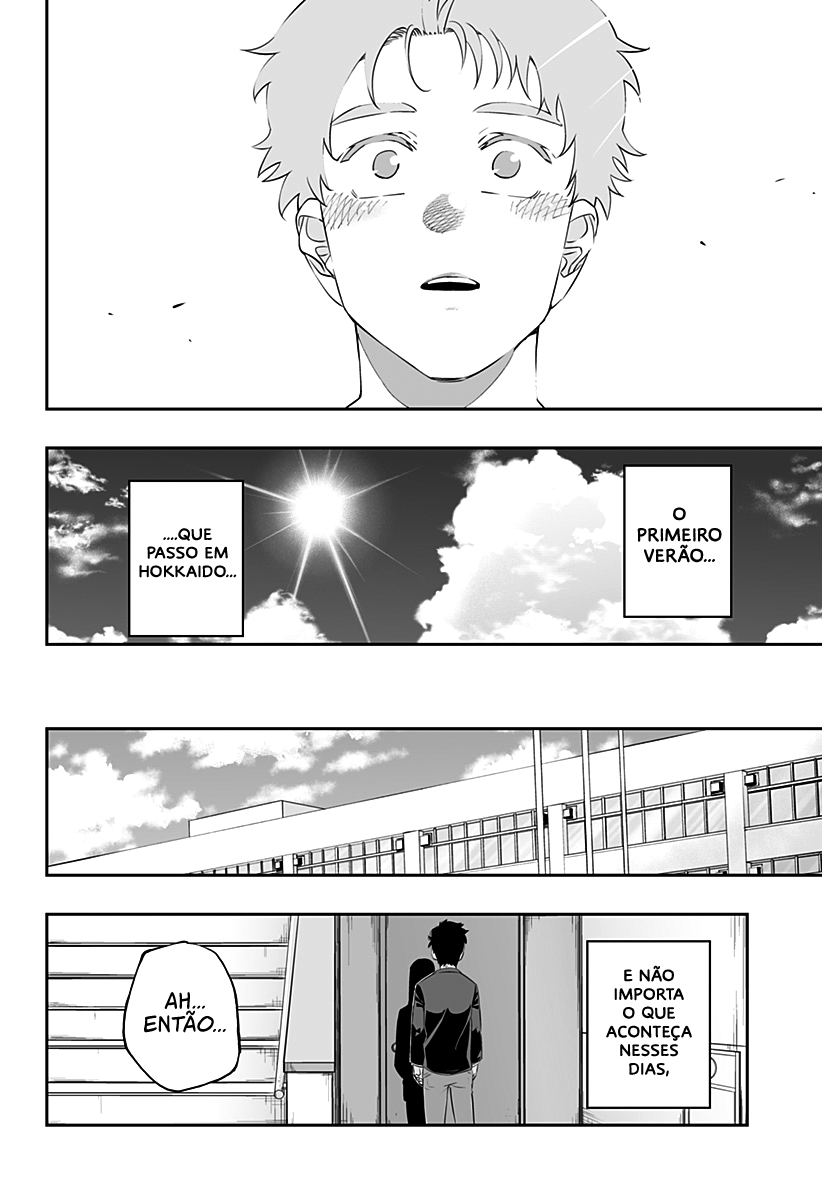 O
PRIMEIRO
VERÃO...
....QUE
PASSO EM
HOKKAIDO...
E NÃO
IMPORTA
O QUE
ACONTEÇA
NESSES
DIAS,
AH...
ENTÃO...